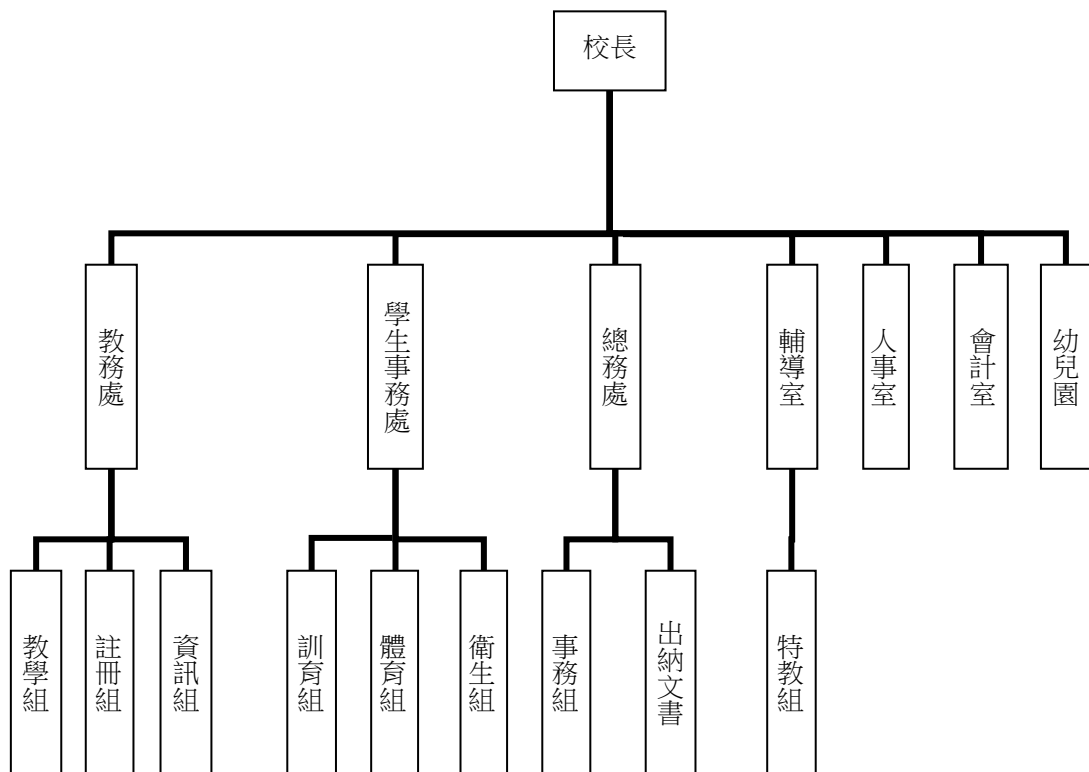 校長
教務處
學生事務處
總務處
輔導室
人事室
會計室
幼兒園
教學組
註冊組
資訊組
訓育組
體育組
衛生組
事務組
出納文書
特教組